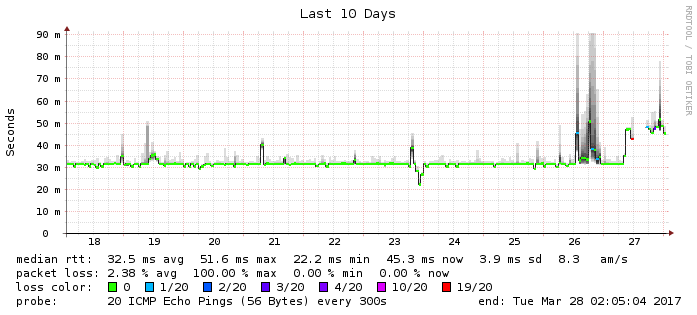 Last 10 Days
RRDTOOL / TOBI OETIKER
Seconds
90 m
80 m
70 m
60 m
50 m
40 m
30 m
20 m
10 m
0
18 19 20 21 22 23 24 25 26 27
median rtt: 32.5 ms avg 51.6 ms max 22.2 ms min 45.3 ms now 3.9 ms sd 8.3 am/s
packet loss: 2.38 % avg 100.00 % max 0.00 % min 0.00 % now
loss color: 0 1/20 2/20 3/20 4/20 10/20 19/20
probe: 20 ICMP Echo Pings (56 Bytes) every 300s end: Tue Mar 28 02:05:04 2017